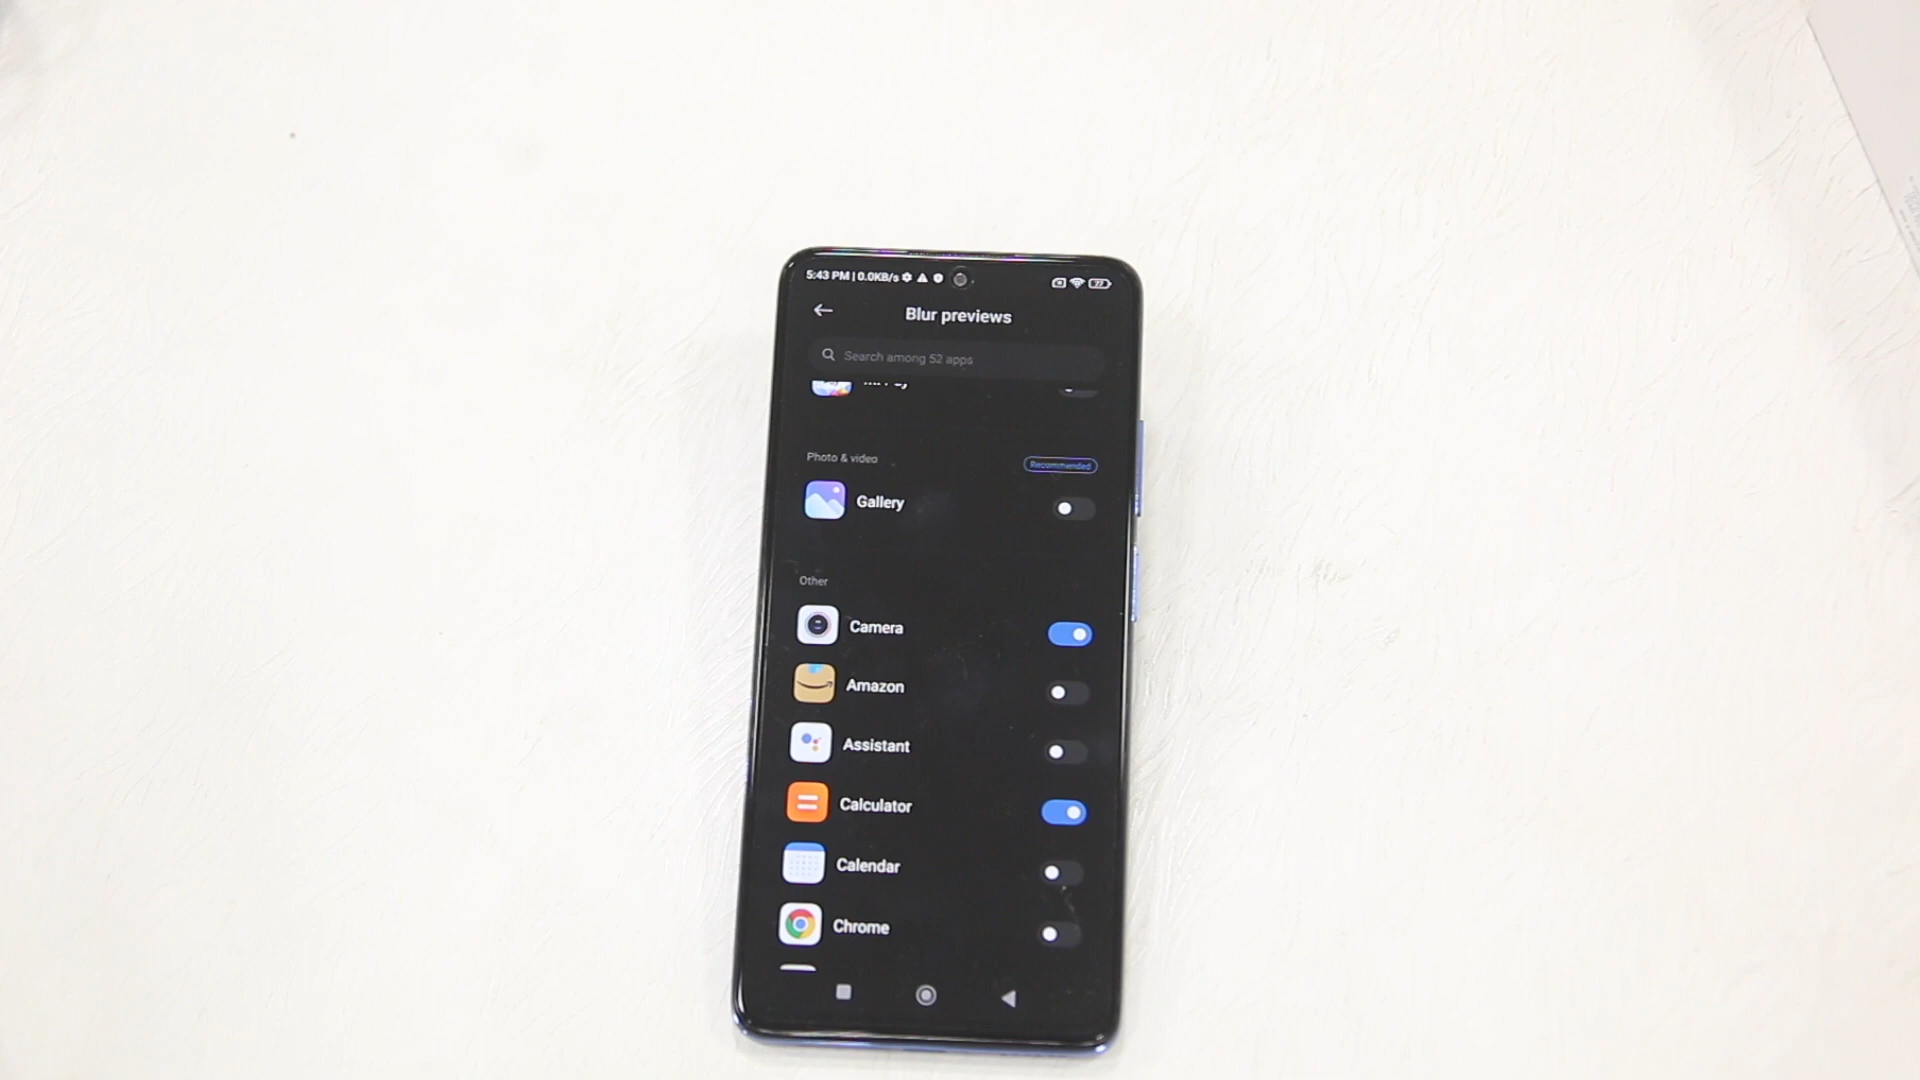 5:43 PM | 0.0KB/s
77
Blur previews
Search among 52 apps
Photo & video
Recommended
Gallery
Other
Camera
Amazon
Assistant
Calculator
Calendar
Chrome